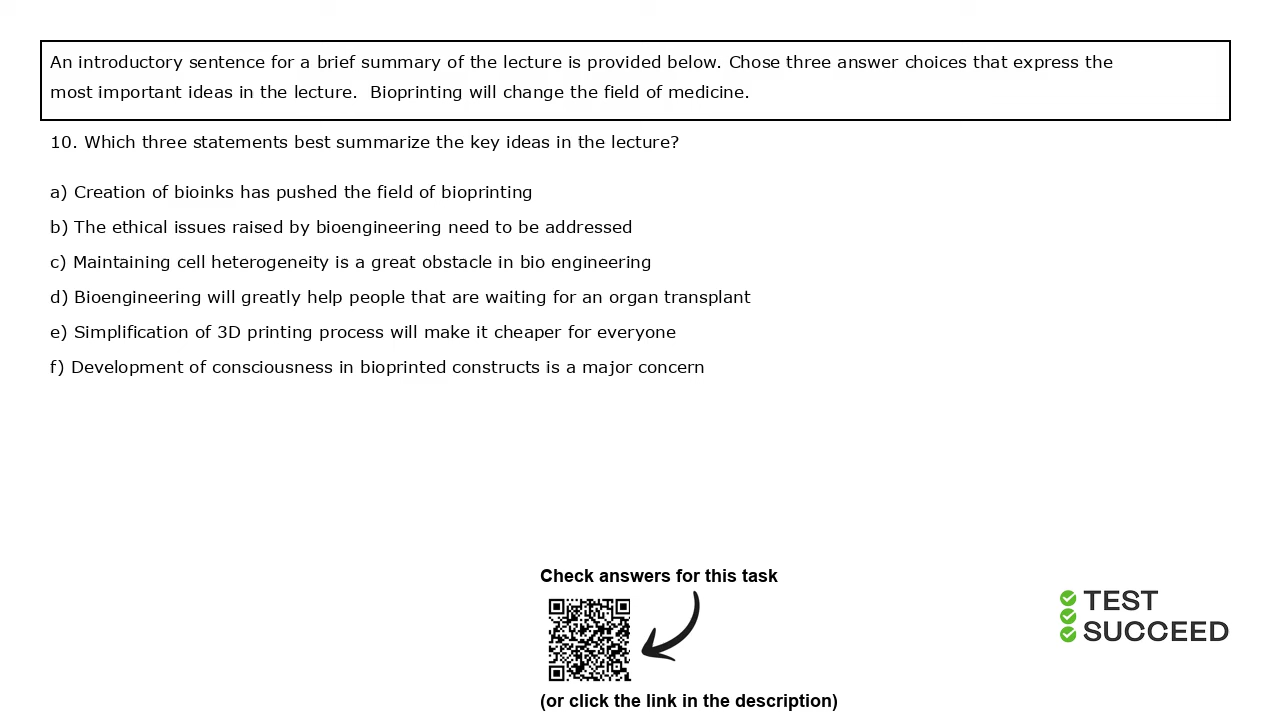 An introductory sentence for a brief summary of the lecture is provided below. Chose three answer choices that express the
most important ideas in the lecture.  Bioprinting will change the field of medicine.
10. Which three statements best summarize the key ideas in the lecture?
a) Creation of bioinks has pushed the field of bioprinting
b) The ethical issues raised by bioengineering need to be addressed
c) Maintaining cell heterogeneity is a great obstacle in bio engineering
d) Bioengineering will greatly help people that are waiting for an organ transplant
e) Simplification of 3D printing process will make it cheaper for everyone
f) Development of consciousness in bioprinted constructs is a major concern
Check answers for this task
(or click the link in the description)
TEST
SUCCEED